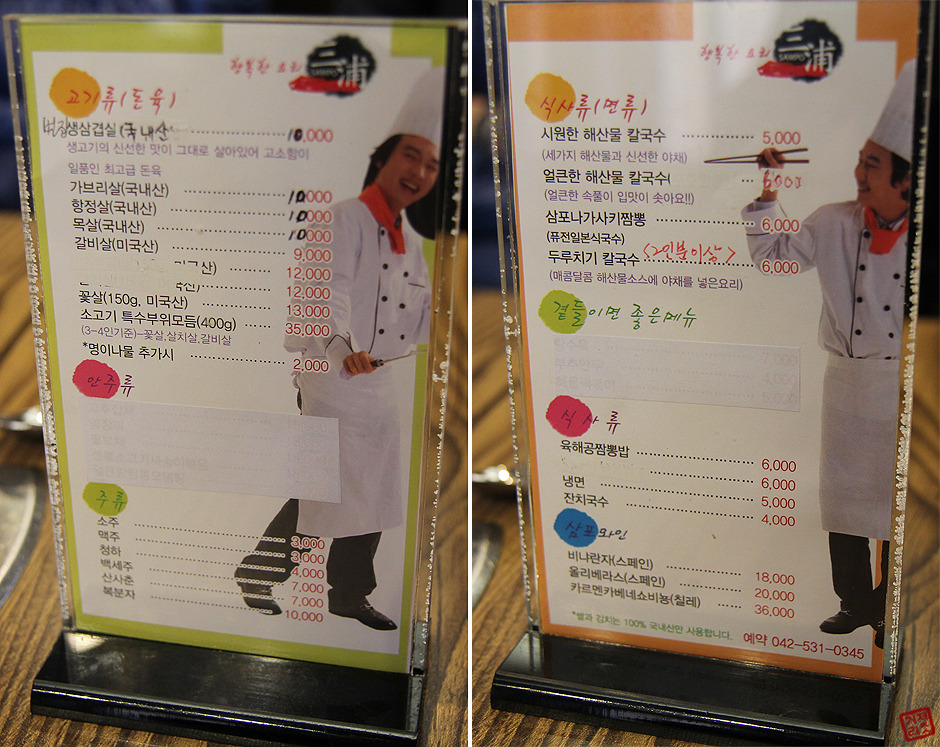 행복한 요리
三浦
SAMPO
고기류(돈육)
벌집생삼겹실(국내산 10,000
생고기의 신선한 맛이 그대로 살아있어 고소함이
일품인 최고급 돈육
가브리살(국내산) 10,000
항정살(국내산) 10,000
목살(국내산) 10,000
갈비살(미국산) 9,000
12,000
12,000
꽃살(150g, 미국산) 13,000
소고기 특수부위모듬(400g) 35,000
(3-4인기준)-꽃살,살치살,갈비살
*명이나물 추가시 2,000
안주류
주류
소주 3,000
맥주 3,000
청하 4,000
백세주 7,000
산사춘 7,000
복분자 10,000
행복한 요리
三浦
SAMPO
식사류(면류)
시원한 해산물 칼국수 5,000
(세가지 해산물과 신선한 야채)
얼큰한 해산물 칼국수( 6,000
(얼큰한 속풀이 입맛이 솟아요!!)
삼포나가사키짬뽕 6,000
(퓨전일본식국수)
두루치기 칼국수 <2인분이상> 6,000
(매콤달콤 해산물소스에 야채를 넣은요리)
곁들이면 좋은메뉴
식사류
육해공짬뽕밥 6,000
6,000
냉면 5,000
잔치국수 4,000
삼포와인
비냐란자(스페인) 18,000
올리베라스(스페인) 20,000
카르멘카베네쇼비뇽(칠레) 36,000
*쌀과 김치는 100% 국내산만 사용합니다.
예약 042-531-0345